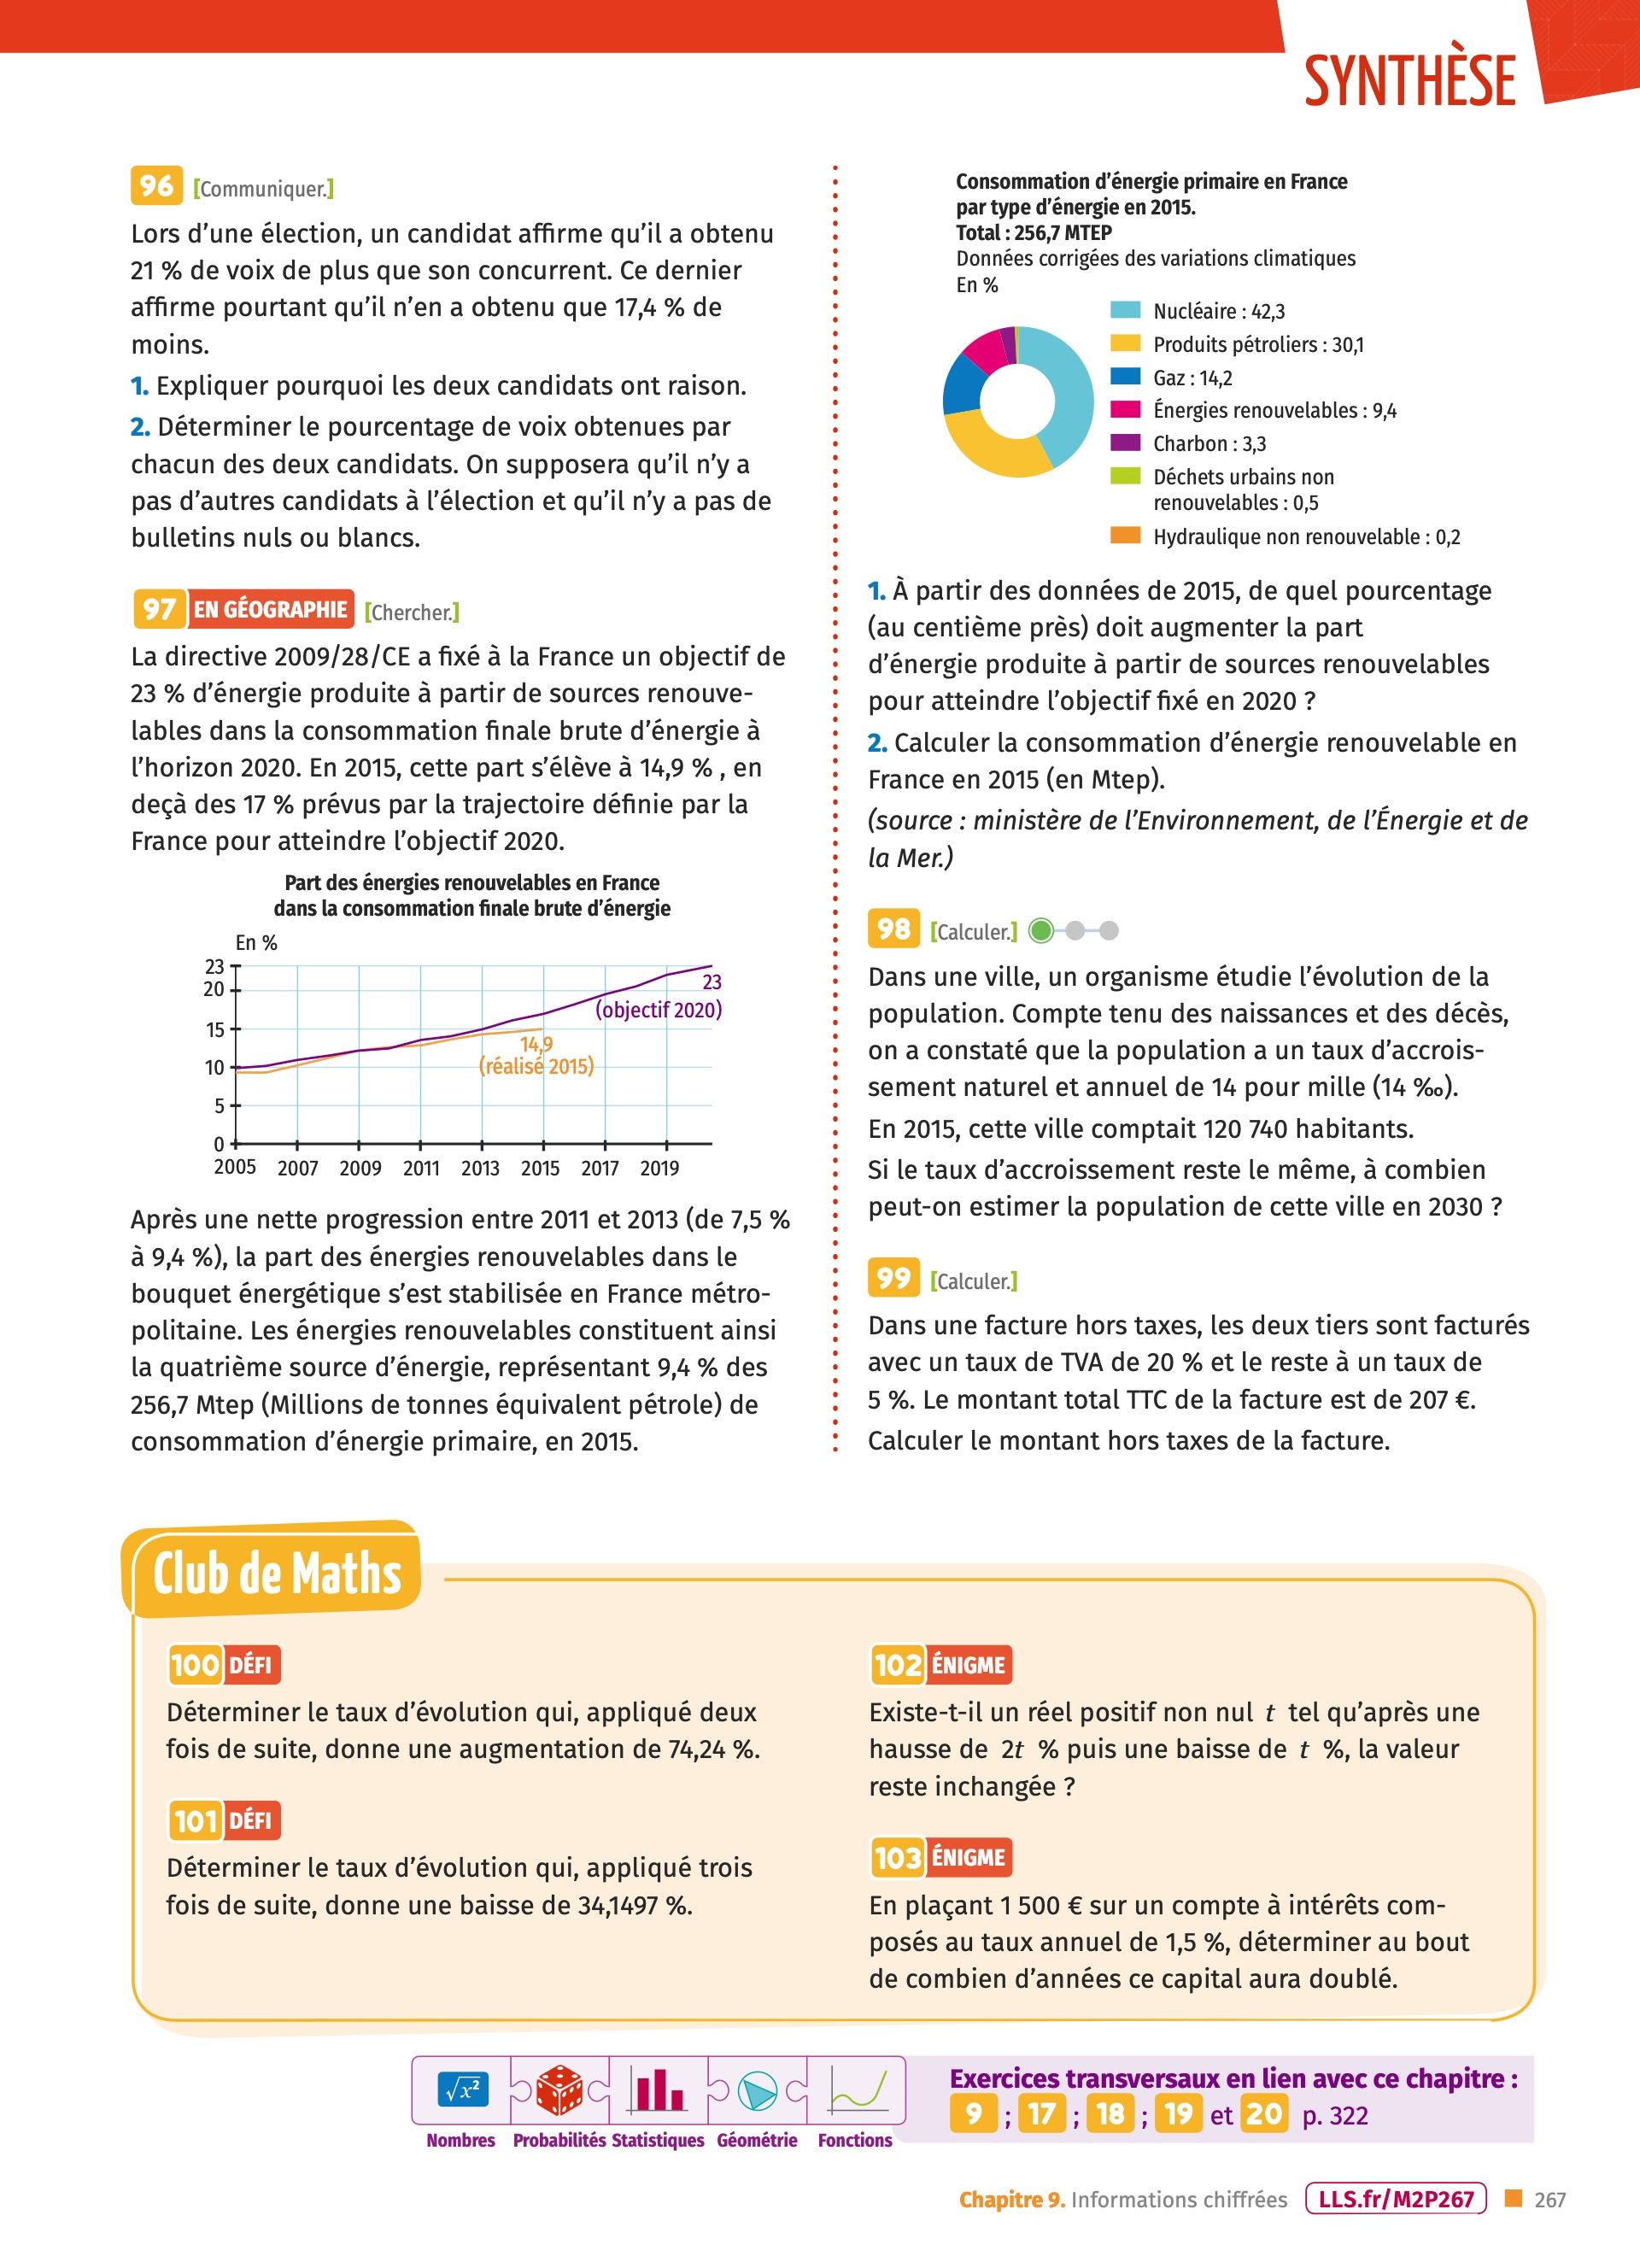 SYNTHÈSE
96 [Communiquer.]
Lors d’une élection, un candidat affirme qu’il a obtenu
21 % de voix de plus que son concurrent. Ce dernier
affirme pourtant qu’il n’en a obtenu que 17,4 % de
moins.
1. Expliquer pourquoi les deux candidats ont raison.
2. Déterminer le pourcentage de voix obtenues par
chacun des deux candidats. On supposera qu’il n’y a
pas d’autres candidats à l’élection et qu’il n’y a pas de
bulletins nuls ou blancs.
97 EN GÉOGRAPHIE [Chercher.]
La directive 2009/28/CE a fixé à la France un objectif de
23 % d’énergie produite à partir de sources renouve-
lables dans la consommation finale brute d’énergie à
l’horizon 2020. En 2015, cette part s’élève à 14,9 % , en
deçà des 17 % prévus par la trajectoire définie par la
France pour atteindre l’objectif 2020.
Part des énergies renouvelables en France
dans la consommation finale brute d’énergie
En %
23
20
15
10
5
0
23
(objectif 2020)
14,9
(réalisé 2015)
2005 2007 2009 2011 2013 2015 2017 2019
Après une nette progression entre 2011 et 2013 (de 7,5 %
à 9,4 %), la part des énergies renouvelables dans le
bouquet énergétique s’est stabilisée en France métro-
politaine. Les énergies renouvelables constituent ainsi
la quatrième source d’énergie, représentant 9,4 % des
256,7 Mtep (Millions de tonnes équivalent pétrole) de
consommation d’énergie primaire, en 2015.
Consommation d’énergie primaire en France
par type d’énergie en 2015.
Total : 256,7 MTEP
Données corrigées des variations climatiques
En %
Nucléaire : 42,3
Produits pétroliers : 30,1
Gaz : 14,2
Énergies renouvelables : 9,4
Charbon : 3,3
Déchets urbains non
renouvelables : 0,5
Hydraulique non renouvelable : 0,2
1. À partir des données de 2015, de quel pourcentage
(au centième près) doit augmenter la part
d’énergie produite à partir de sources renouvelables
pour atteindre l’objectif fixé en 2020 ?
2. Calculer la consommation d’énergie renouvelable en
France en 2015 (en Mtep).
(source : ministère de l’Environnement, de l’Énergie et de
la Mer.)
98 [Calculer.]
Dans une ville, un organisme étudie l’évolution de la
population. Compte tenu des naissances et des décès,
on a constaté que la population a un taux d’accrois-
sement naturel et annuel de 14 pour mille (14 ‰).
En 2015, cette ville comptait 120 740 habitants.
Si le taux d’accroissement reste le même, à combien
peut-on estimer la population de cette ville en 2030 ?
99 [Calculer.]
Dans une facture hors taxes, les deux tiers sont facturés
avec un taux de TVA de 20 % et le reste à un taux de
5 %. Le montant total TTC de la facture est de 207 €.
Calculer le montant hors taxes de la facture.
Club de Maths
100 DÉFI
Déterminer le taux d’évolution qui, appliqué deux
fois de suite, donne une augmentation de 74,24 %.
101 DÉFI
Déterminer le taux d’évolution qui, appliqué trois
fois de suite, donne une baisse de 34,1497 %.
102 ÉNIGME
Existe-t-il un réel positif non nul t tel qu’après une
hausse de 2t % puis une baisse de t %, la valeur
reste inchangée ?
103 ÉNIGME
En plaçant 1 500 € sur un compte à intérêts com-
posés au taux annuel de 1,5 %, déterminer au bout
de combien d’années ce capital aura doublé.
√x²
Nombres Probabilités Statistiques Géométrie Fonctions
Exercices transversaux en lien avec ce chapitre :
9 ; 17 ; 18 ; 19 et 20 p. 322
Chapitre 9. Informations chiffrées LLS.fr/M2P267 267